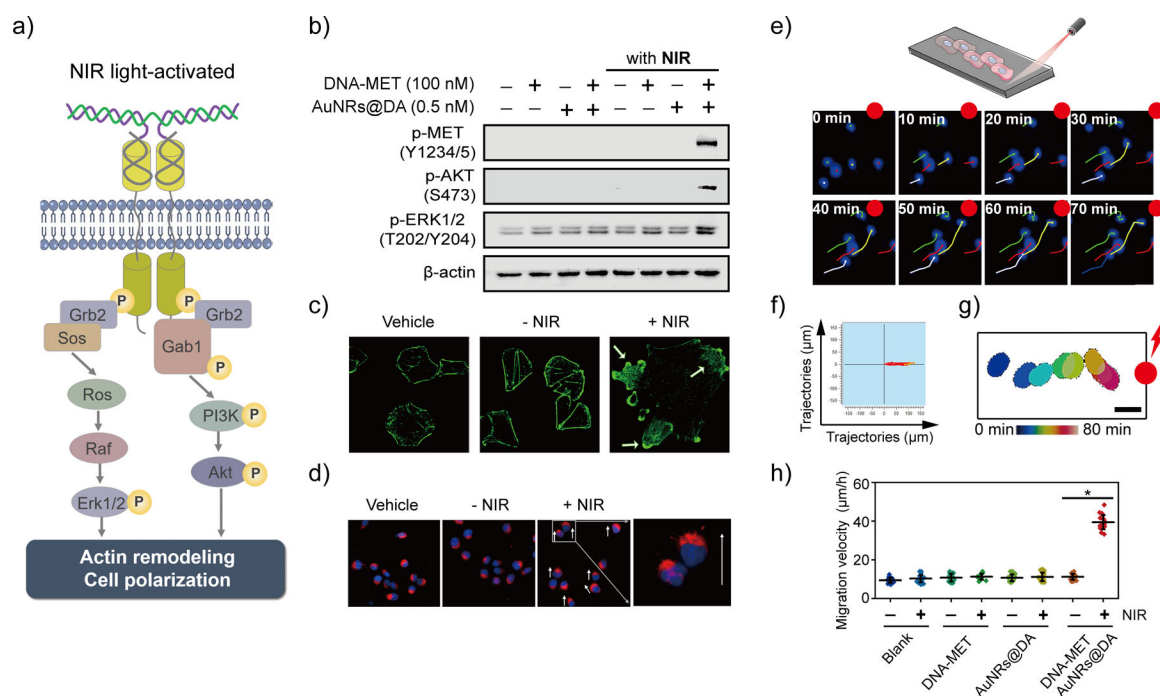 a)
NIR light-activated
P
P
Grb2
Grb2
Sos
Gab1
P
Ros
PI3K
P
Raf
Akt
P
Erk1/2
P
Actin remodeling
Cell polarization
b)
with NIR
DNA-MET (100 nM) – + – + – + – +
AuNRs@DA (0.5 nM) – – + + – – + +
p-MET
(Y1234/5)
p-AKT
(S473)
p-ERK1/2
(T202/Y204)
β-actin
c)
Vehicle
- NIR
+ NIR
d)
Vehicle
- NIR
+ NIR
e)
0 min
10 min
20 min
30 min
40 min
50 min
60 min
70 min
f)
Trajectories (µm)
Trajectories (µm)
g)
0 min
80 min
h)
Migration velocity (µm/h)
60
40
20
0
*
– + – + – + – + NIR
Blank
DNA-MET
AuNRs@DA
DNA-MET
AuNRs@DA